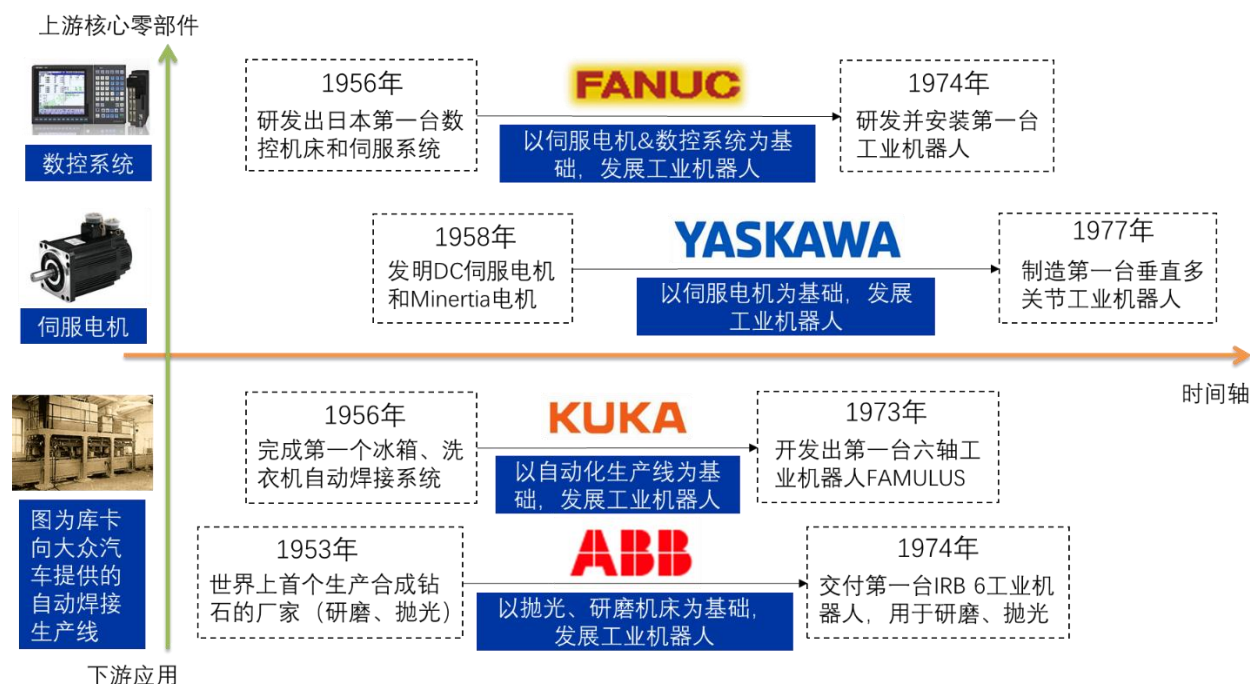 上游核心零部件
数控系统
1956年
研发出日本第一台数
控机床和伺服系统
FANUC
以伺服电机&数控系统为基
础，发展工业机器人
1974年
研发并安装第一台
工业机器人
伺服电机
1958年
发明DC伺服电机
和Minertia电机
YASKAWA
以伺服电机为基础，发展
工业机器人
1977年
制造第一台垂直多
关节工业机器人
时间轴
图为库卡
向大众汽
车提供的
自动焊接
生产线
1956年
完成第一个冰箱、洗
衣机自动焊接系统
KUKA
以自动化生产线为基
础，发展工业机器人
1973年
开发出第一台六轴工
业机器人FAMULUS
1953年
世界上首个生产合成钻
石的厂家（研磨、抛光）
ABB
以抛光、研磨机床为基础，
发展工业机器人
1974年
交付第一台IRB 6工业机
器人，用于研磨、抛光
下游应用